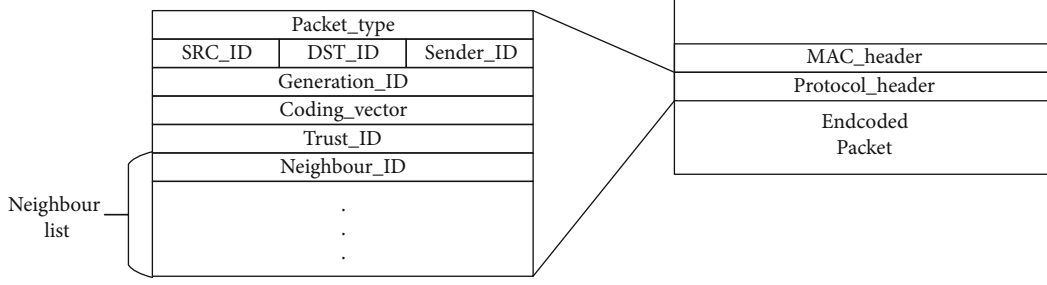 Packet_type
SRC_ID DST_ID Sender_ID
Generation_ID
Coding_vector
Trust_ID
Neighbour_ID
.
.
.
Neighbour
list
MAC_header
Protocol_header
Endcoded
Packet